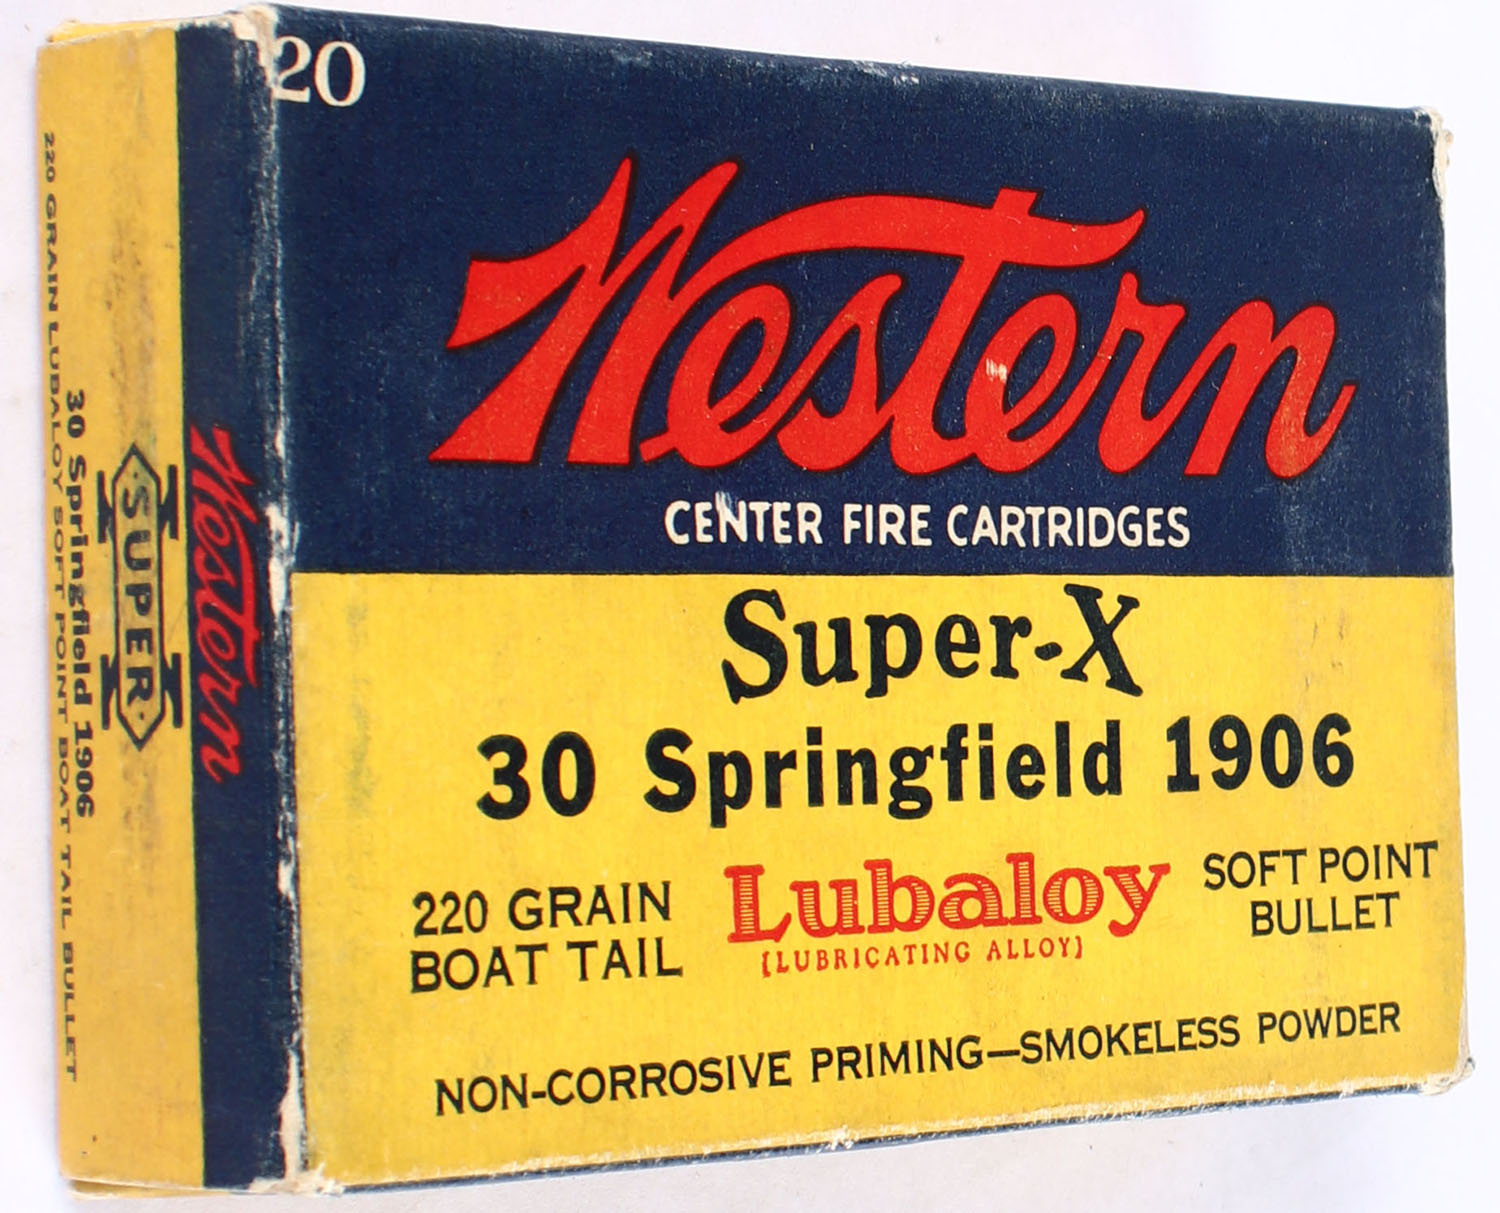 20
Western
CENTER FIRE CARTRIDGES
Super-X
30 Springfield 1906
220 GRAIN
BOAT TAIL
Lubaloy
[LUBRICATING ALLOY]
SOFT POINT
BULLET
NON-CORROSIVE PRIMING—SMOKELESS POWDER
Western
SUPER
X
30 Springfield 1906
220 GRAIN LUBALOY SOFT POINT BOAT TAIL BULLET